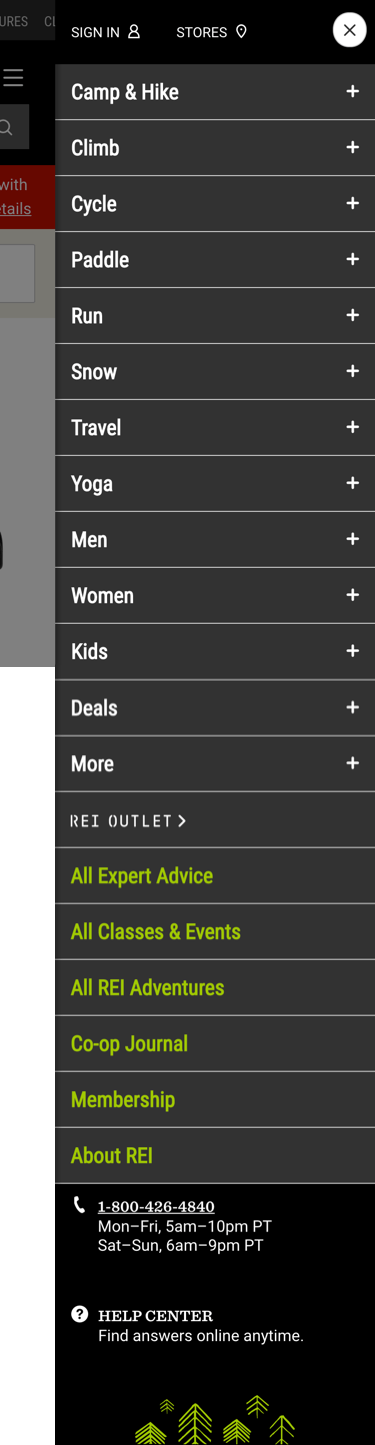 URES
SIGN IN
STORES
with
etails
Camp & Hike
Climb
Cycle
Paddle
Run
Snow
Travel
Yoga
Men
Women
Kids
Deals
More
REI OUTLET
All Expert Advice
All Classes & Events
All REI Adventures
Co-op Journal
Membership
About REI
1-800-426-4840
Mon–Fri, 5am–10pm PT
Sat–Sun, 6am–9pm PT
HELP CENTER
Find answers online anytime.